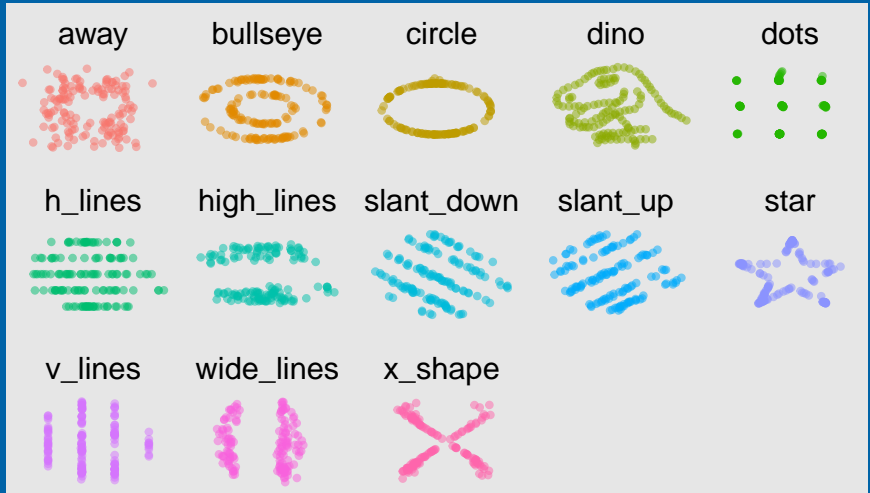 away bullseye circle dino dots
h_lines high_lines slant_down slant_up star
v_lines wide_lines x_shape